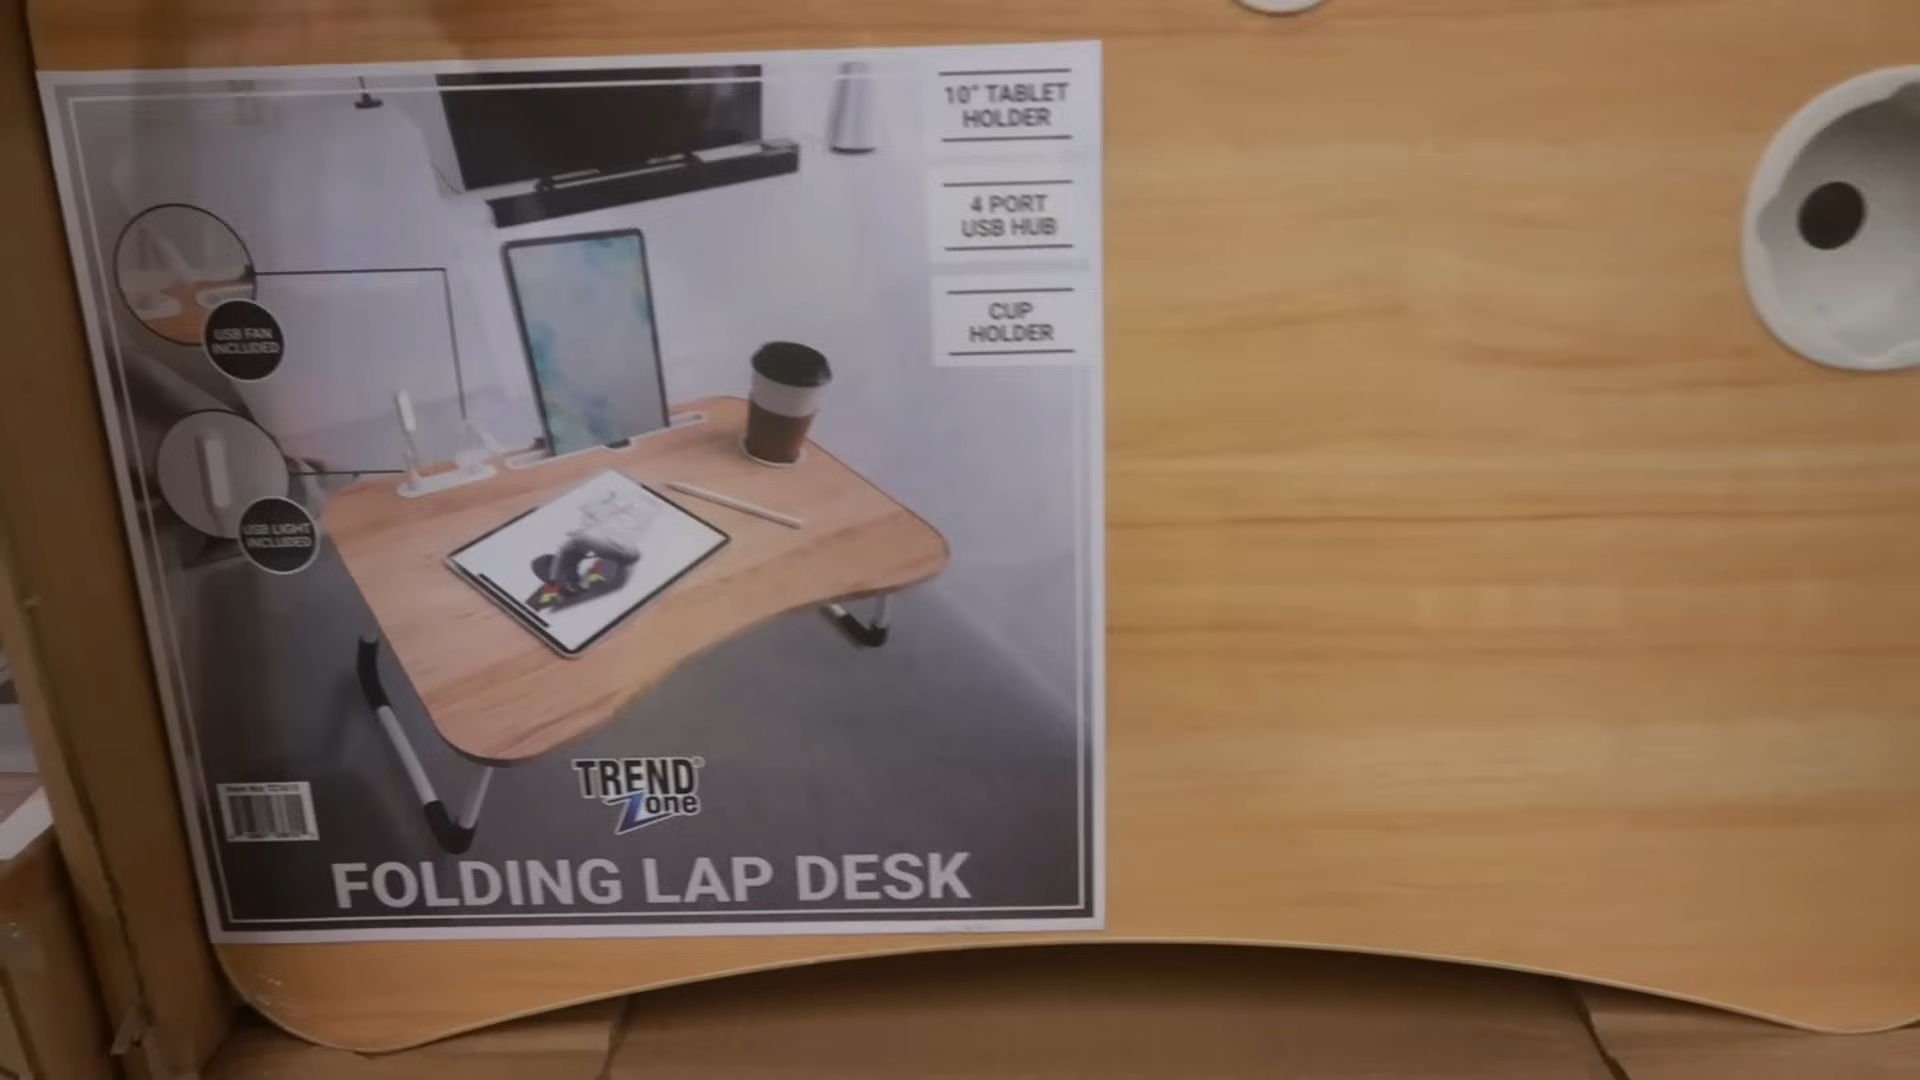 10" TABLET
HOLDER
4 PORT
USB HUB
CUP
HOLDER
USB FAN
INCLUDED
USB LIGHT
INCLUDED
TREND
Zone
FOLDING LAP DESK